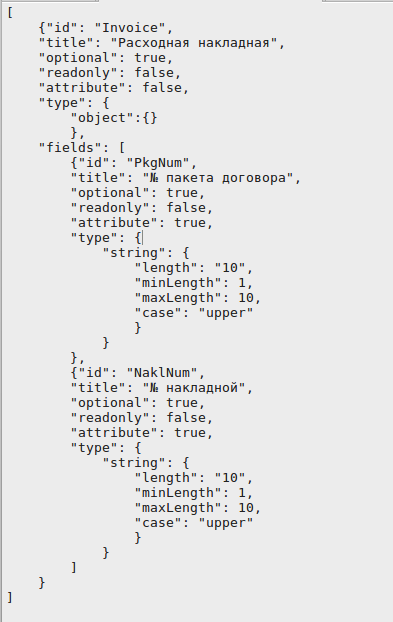 [
    {"id": "Invoice",
    "title": "Расходная накладная",
    "optional": true,
    "readonly": false,
    "attribute": false,
    "type": {
        "object":{}
        },
    "fields": [
        {"id": "PkgNum",
        "title": "№ пакета договора",
        "optional": true,
        "readonly": false,
        "attribute": true,
        "type": {
            "string": {
                "length": "10",
                "minLength": 1,
                "maxLength": 10,
                "case": "upper"
                }
            }
        },
        {"id": "NaklNum",
        "title": "№ накладной",
        "optional": true,
        "readonly": false,
        "attribute": true,
        "type": {
            "string": {
                "length": "10",
                "minLength": 1,
                "maxLength": 10,
                "case": "upper"
                }
            }
        ]
    }
]